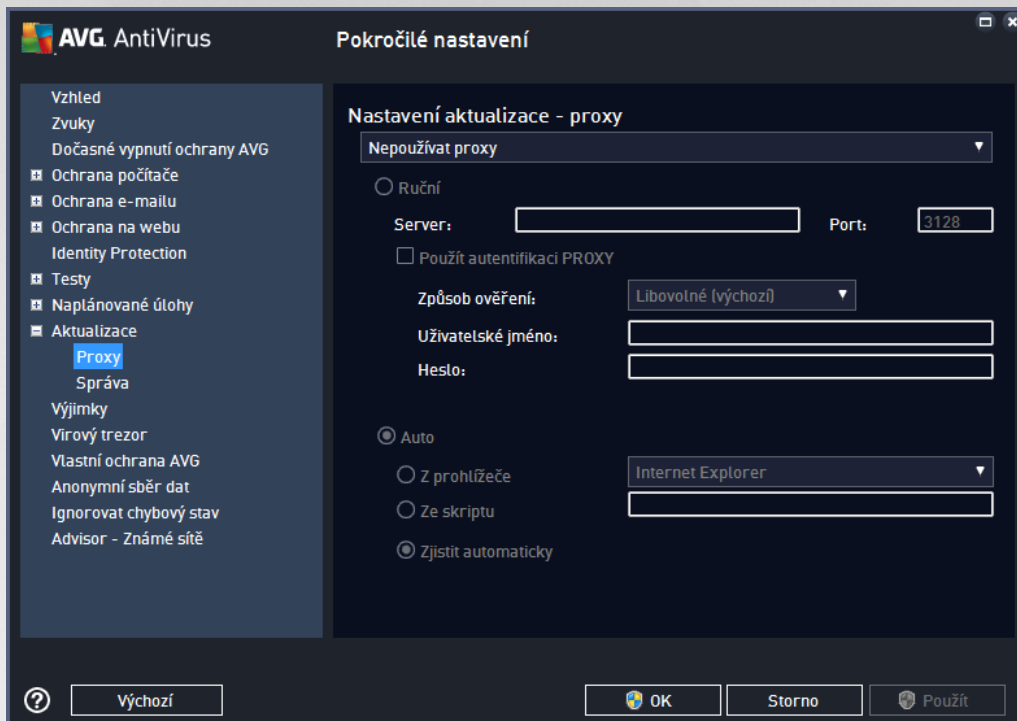 AVG. AntiVirus
Pokročilé nastavení
Vzhled
Zvuky
Dočasné vypnutí ochrany AVG
Ochrana počítače
Ochrana e-mailu
Ochrana na webu
Identity Protection
Testy
Naplánované úlohy
Aktualizace
Proxy
Správa
Výjimky
Virový trezor
Vlastní ochrana AVG
Anonymní sběr dat
Ignorovat chybový stav
Advisor - Známé sítě
Nastavení aktualizace - proxy
Nepoužívat proxy
Ruční
Server: Port: 3128
Použít autentifikaci PROXY
Způsob ověření: Libovolné (výchozí)
Uživatelské jméno:
Heslo:
Auto
Z prohlížeče Internet Explorer
Ze skriptu
Zjistit automaticky
Výchozí OK Storno Použít